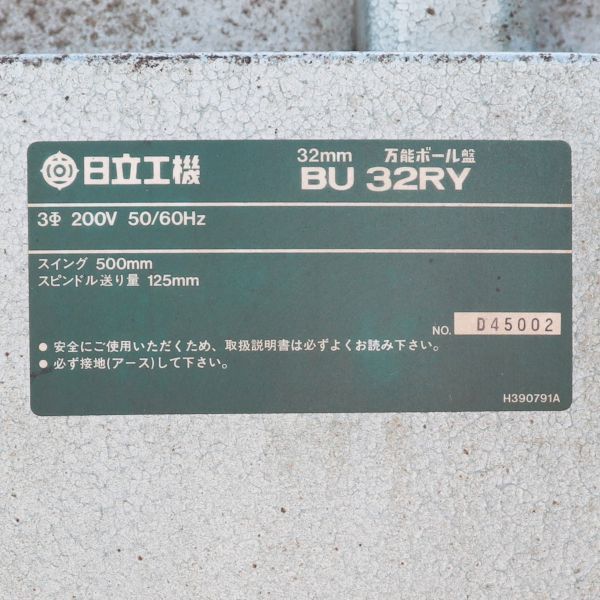 日立工機
32mm 万能ボール盤
BU 32RY
3Φ 200V 50/60Hz
スイング 500mm
スピンドル送り量 125mm
NO. D45002
● 安全にご使用いただくため、取扱説明書は必ずよくお読み下さい。
● 必ず接地(アース)して下さい。
H390791A